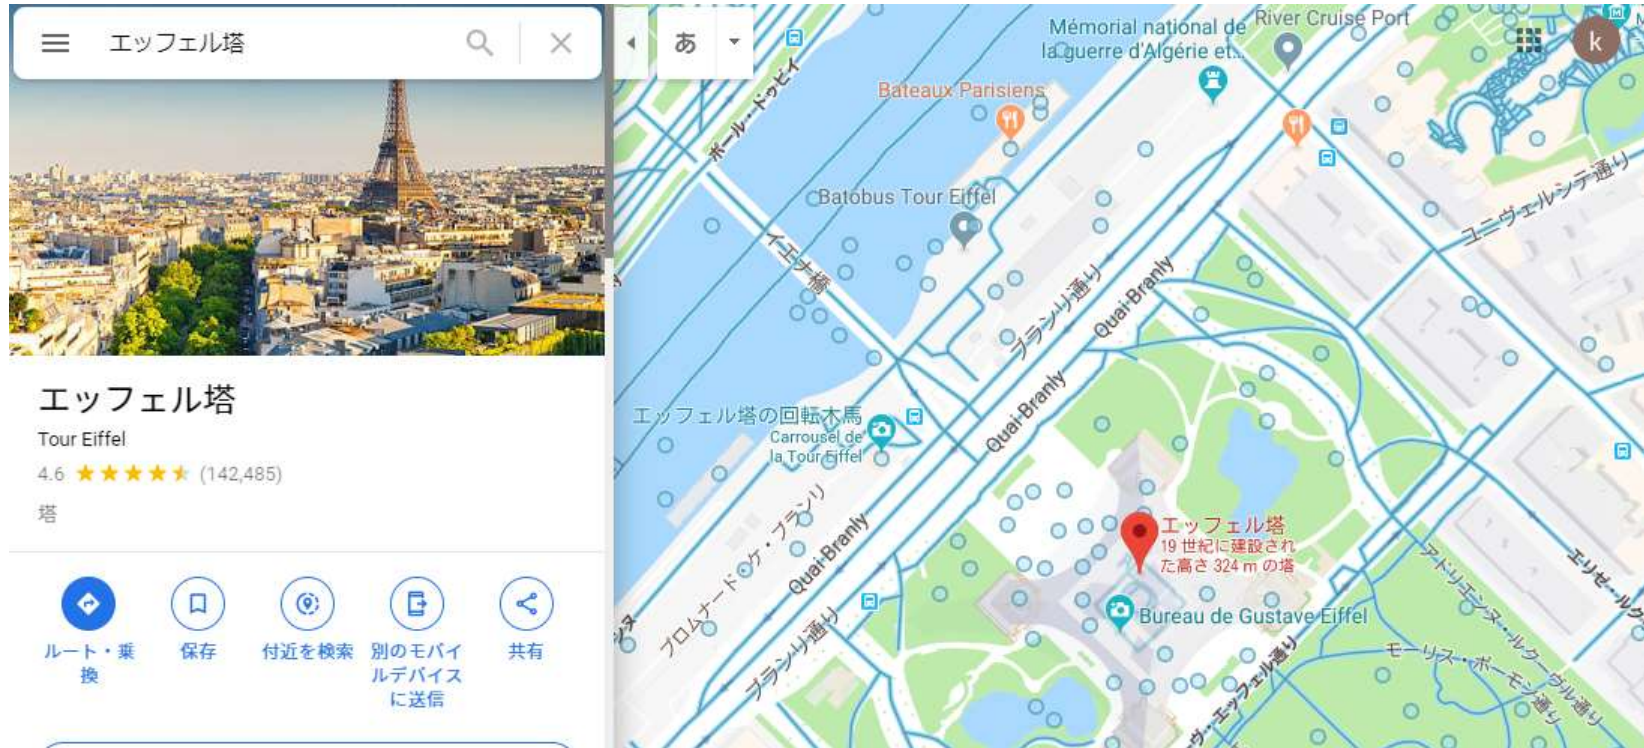 エッフェル塔
あ
エッフェル塔
Tour Eiffel
4.6
(142,485)
塔
ルート・乗
換
保存
付近を検索
別のモバイ
ルデバイス
に送信
共有
Mémorial national de
la guerre d'Algérie et...
River Cruise Port
k
Bateaux Parisiens
ポール・ドゥビイ
Batobus Tour Eiffel
イエナ橋
ユニヴェルシテ通り
ブランリ通り
Quai Branly
Quai Branly
エッフェル塔の回転木馬
Carrousel de
la Tour Eiffel
プロムナード・ケ・ブランリ
Quai Branly
ブランリ通り
エッフェル塔
19 世紀に建設され
た高さ 324 m の塔
Bureau de Gustave Eiffel
アドリエンヌ・ルクーヴル通り
モーリス・ボーモン通り
エリゼ・ルク
ヴ・エッフェル通り